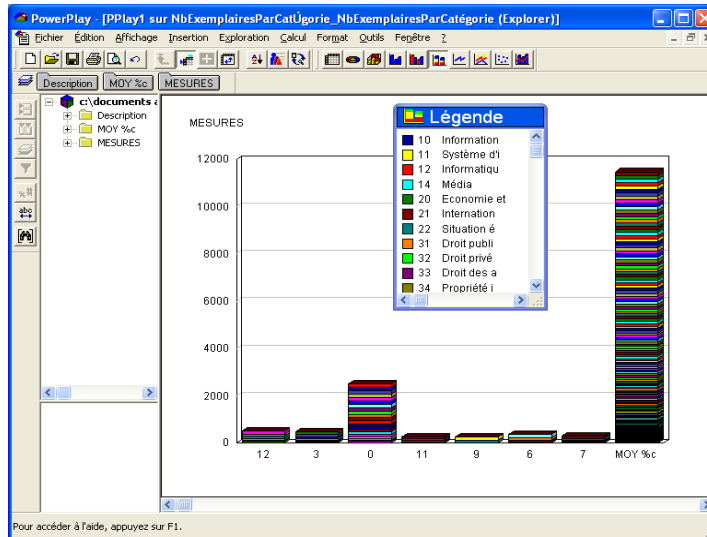 PowerPlay - [PPlay1 sur NbExemplairesParCatÚgorie_NbExemplairesParCatégorie (Explorer)]
Fichier Édition Affichage Insertion Exploration Calcul Format Outils Fenêtre ?
Description MOY %c MESURES
c:\documents a
Description
MOY %c
MESURES
MESURES
12000
10000
8000
6000
4000
2000
0
12 3 0 11 9 6 7 MOY %c
Légende
10 Information
11 Système d'i
12 Informatiqu
14 Média
20 Economie et
21 Internation
22 Situation é
31 Droit publi
32 Droit privé
33 Droit des a
34 Propriété i
%#
abc
Pour accéder à l'aide, appuyez sur F1.